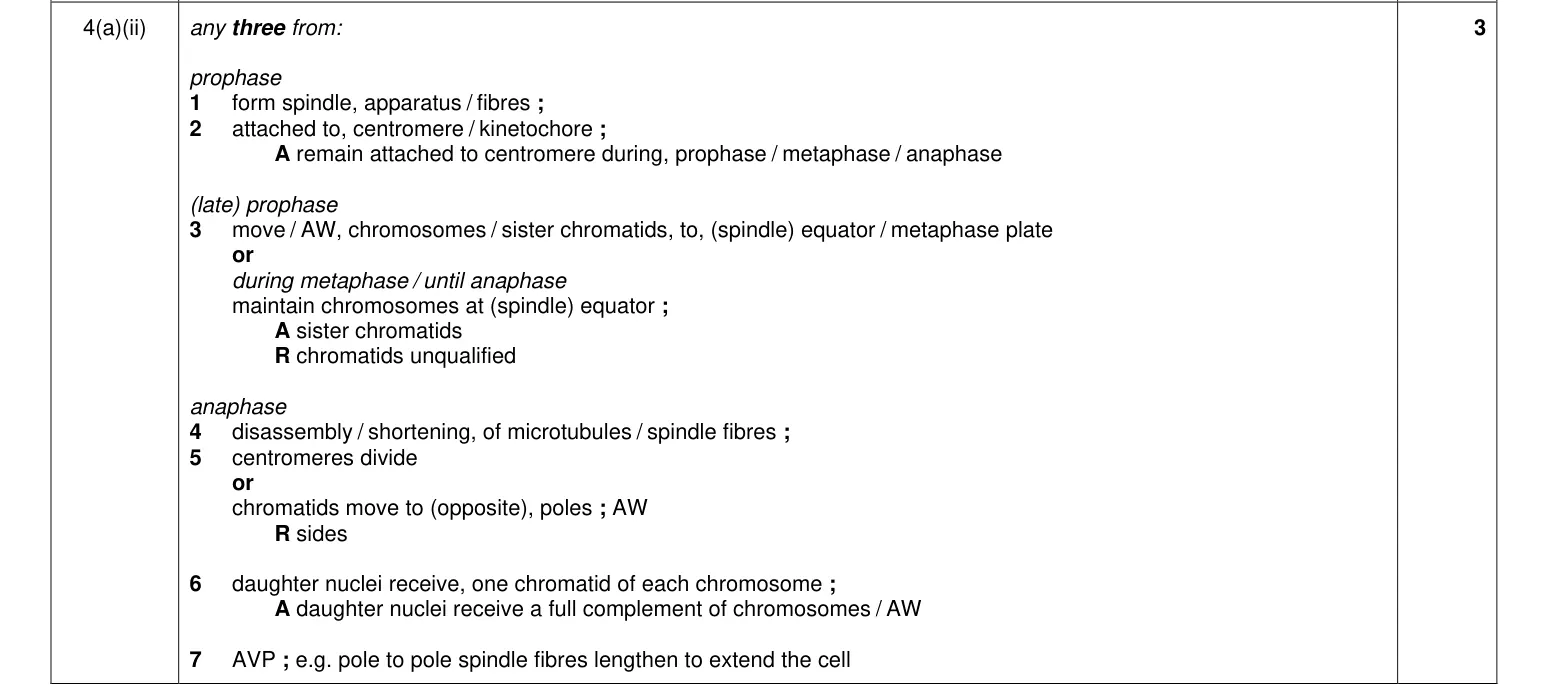 4(a)(ii) any three from: 3
prophase
1 form spindle, apparatus / fibres ;
2 attached to, centromere / kinetochore ;
A remain attached to centromere during, prophase / metaphase / anaphase
(late) prophase
3 move / AW, chromosomes / sister chromatids, to, (spindle) equator / metaphase plate
or
during metaphase / until anaphase
maintain chromosomes at (spindle) equator ;
A sister chromatids
R chromatids unqualified
anaphase
4 disassembly / shortening, of microtubules / spindle fibres ;
5 centromeres divide
or
chromatids move to (opposite), poles ; AW
R sides
6 daughter nuclei receive, one chromatid of each chromosome ;
A daughter nuclei receive a full complement of chromosomes / AW
7 AVP ; e.g. pole to pole spindle fibres lengthen to extend the cell